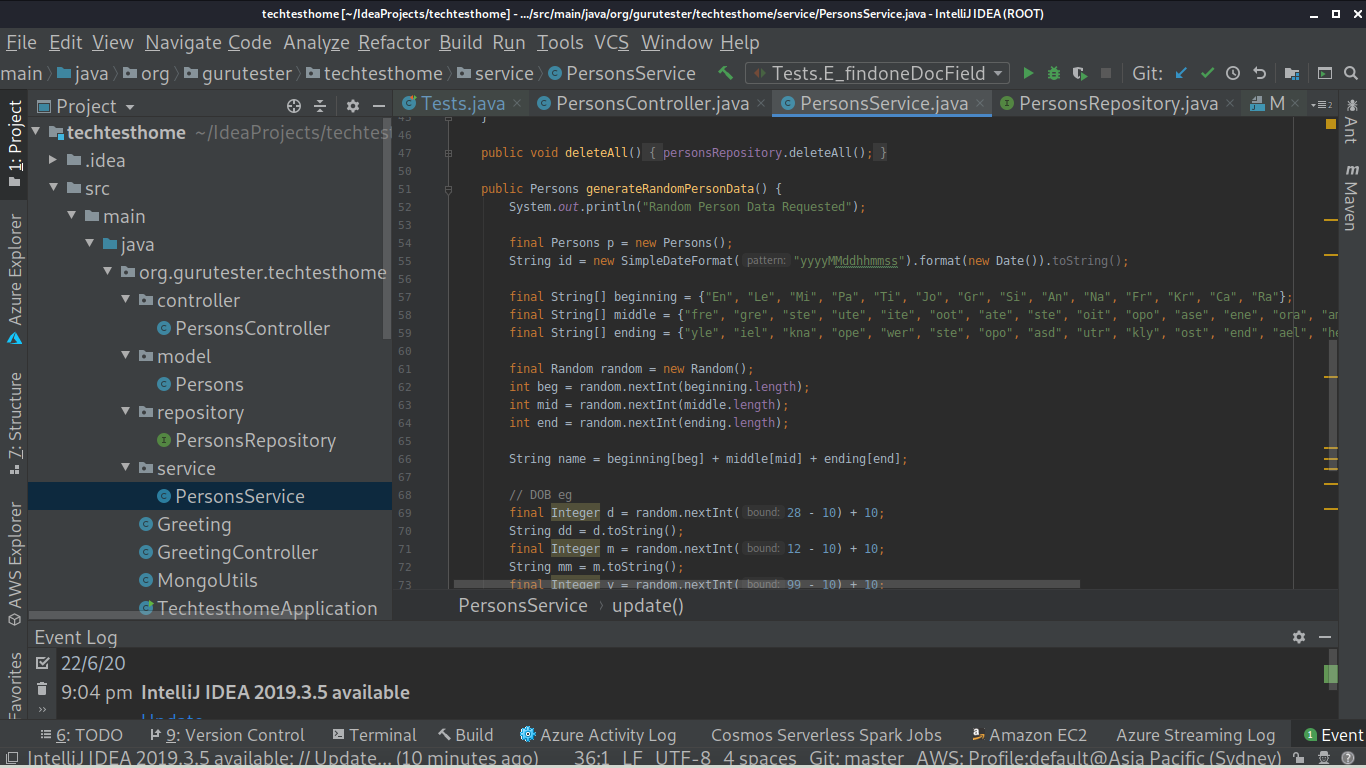 techtesthome [~/IdeaProjects/techtesthome] - .../src/main/java/org/gurutester/techtesthome/service/PersonsService.java - IntelliJ IDEA (ROOT)
File Edit View Navigate Code Analyze Refactor Build Run Tools VCS Window Help
main java org gurutester techtesthome service PersonsService Tests.E_findoneDocField Git:
1: Project
Azure Explorer
7: Structure
AWS Explorer
Favorites
Project
techtesthome ~/IdeaProjects/techtest
.idea
src
main
java
org.gurutester.techtesthome
controller
PersonsController
model
Persons
repository
PersonsRepository
service
PersonsService
Greeting
GreetingController
MongoUtils
TechtesthomeApplication
Tests.java PersonsController.java PersonsService.java PersonsRepository.java M 2
45 }
46
47 public void deleteAll() { personsRepository.deleteAll(); }
50
51 public Persons generateRandomPersonData() {
52 System.out.println("Random Person Data Requested");
53
54 final Persons p = new Persons();
55 String id = new SimpleDateFormat( pattern: "yyyyMMddhhmmss").format(new Date()).toString();
56
57 final String[] beginning = {"En", "Le", "Mi", "Pa", "Ti", "Jo", "Gr", "Si", "An", "Na", "Fr", "Kr", "Ca", "Ra"};
58 final String[] middle = {"fre", "gre", "ste", "ute", "ite", "oot", "ate", "ste", "oit", "opo", "ase", "ene", "ora", "am
59 final String[] ending = {"yle", "iel", "kna", "ope", "wer", "ste", "opo", "asd", "utr", "kly", "ost", "end", "ael", "he
60
61 final Random random = new Random();
62 int beg = random.nextInt(beginning.length);
63 int mid = random.nextInt(middle.length);
64 int end = random.nextInt(ending.length);
65
66 String name = beginning[beg] + middle[mid] + ending[end];
67
68 // DOB eg
69 final Integer d = random.nextInt( bound: 28 - 10) + 10;
70 String dd = d.toString();
71 final Integer m = random.nextInt( bound: 12 - 10) + 10;
72 String mm = m.toString();
73 final Integer y = random.nextInt( bound: 99 - 10) + 10;
PersonsService update()
Ant
Maven
Event Log
22/6/20
9:04 pm IntelliJ IDEA 2019.3.5 available
Update
6: TODO 9: Version Control Terminal Build Azure Activity Log Cosmos Serverless Spark Jobs Amazon EC2 Azure Streaming Log 1 Event
IntelliJ IDEA 2019.3.5 available: // Update... (10 minutes ago) 36:1 LF UTF-8 4 spaces Git: master AWS: Profile:default@Asia Pacific (Sydney)